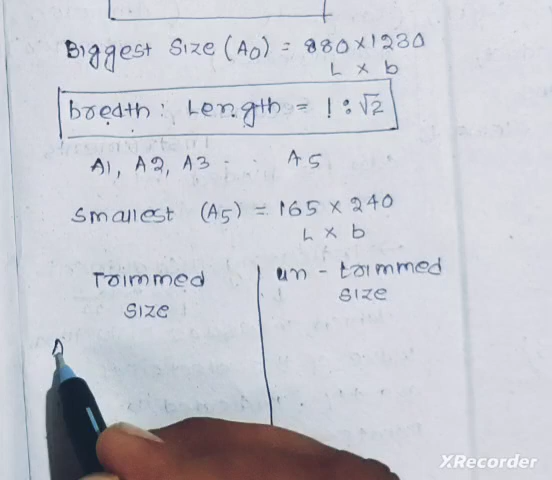 Biggest Size (A0) = 880 x 1230
L x b
breadth : Length = 1 : √2
A1, A2, A3 - . A5
Smallest (A5) = 165 x 240
L x b
Trimmed
Size
un - trimmed
Size
A
XRecorder